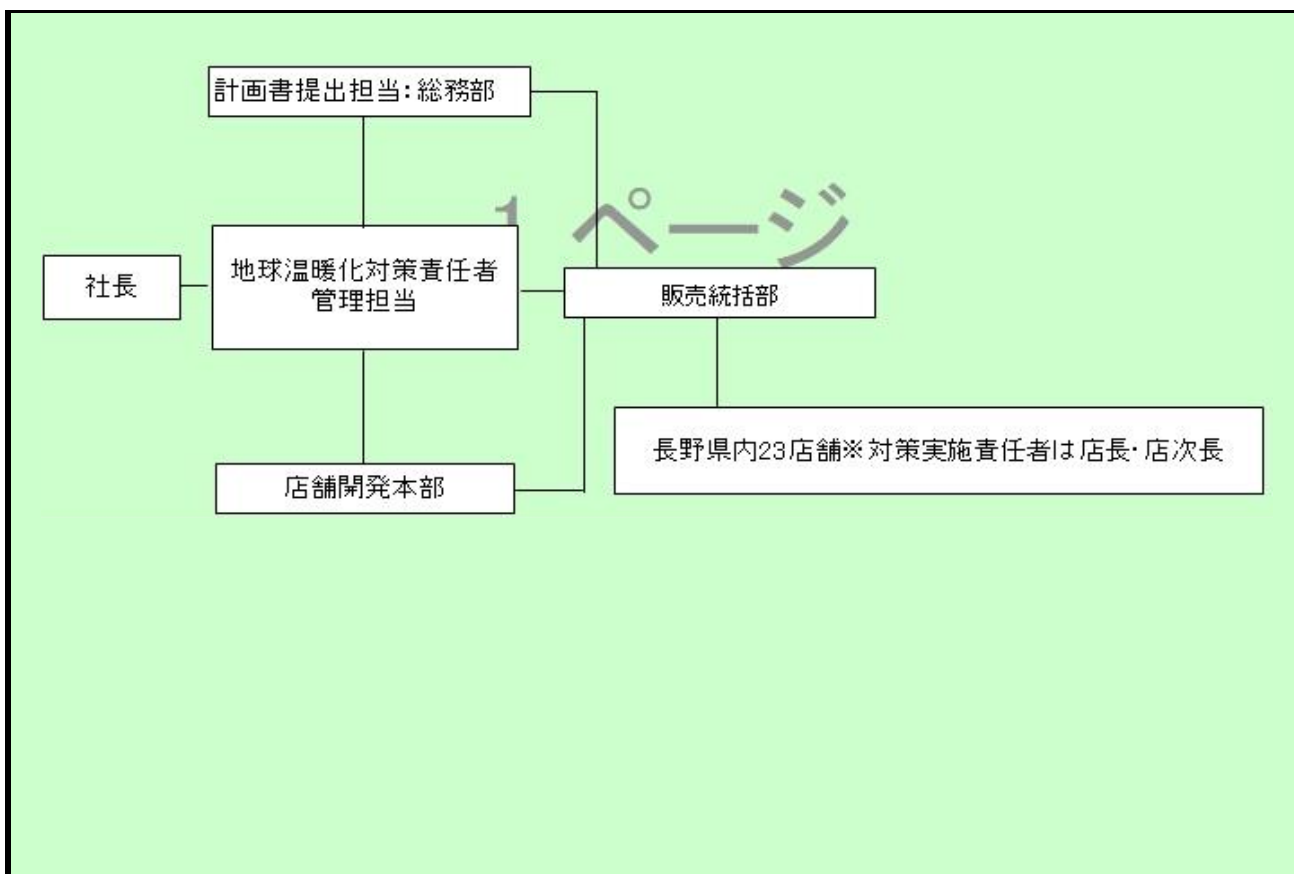 計画書提出担当：総務部
1 ページ
社長
地球温暖化対策責任者
管理担当
販売統括部
長野県内23店舗※対策実施責任者は店長・店次長
店舗開発本部